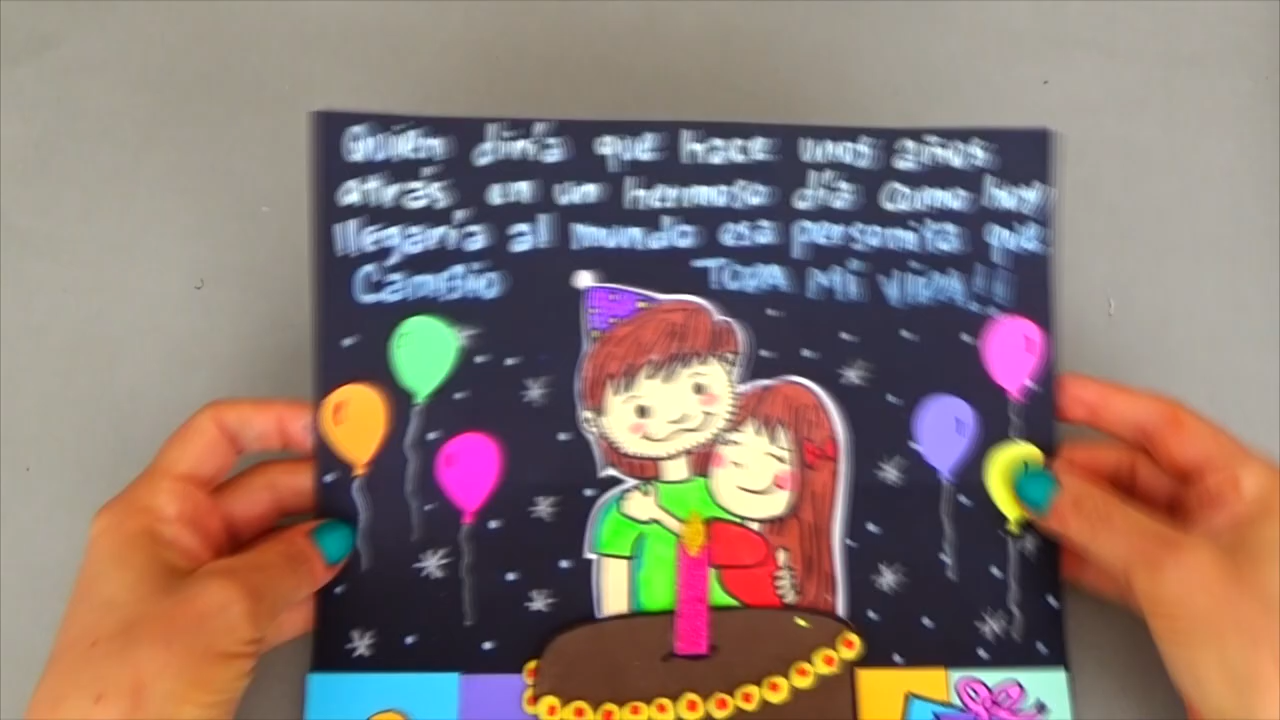 Quién diría que hace unos años
atrás en un hermoso día como hoy
llegaría al mundo esa personita que
Cambio TODA Mi ViDA!!